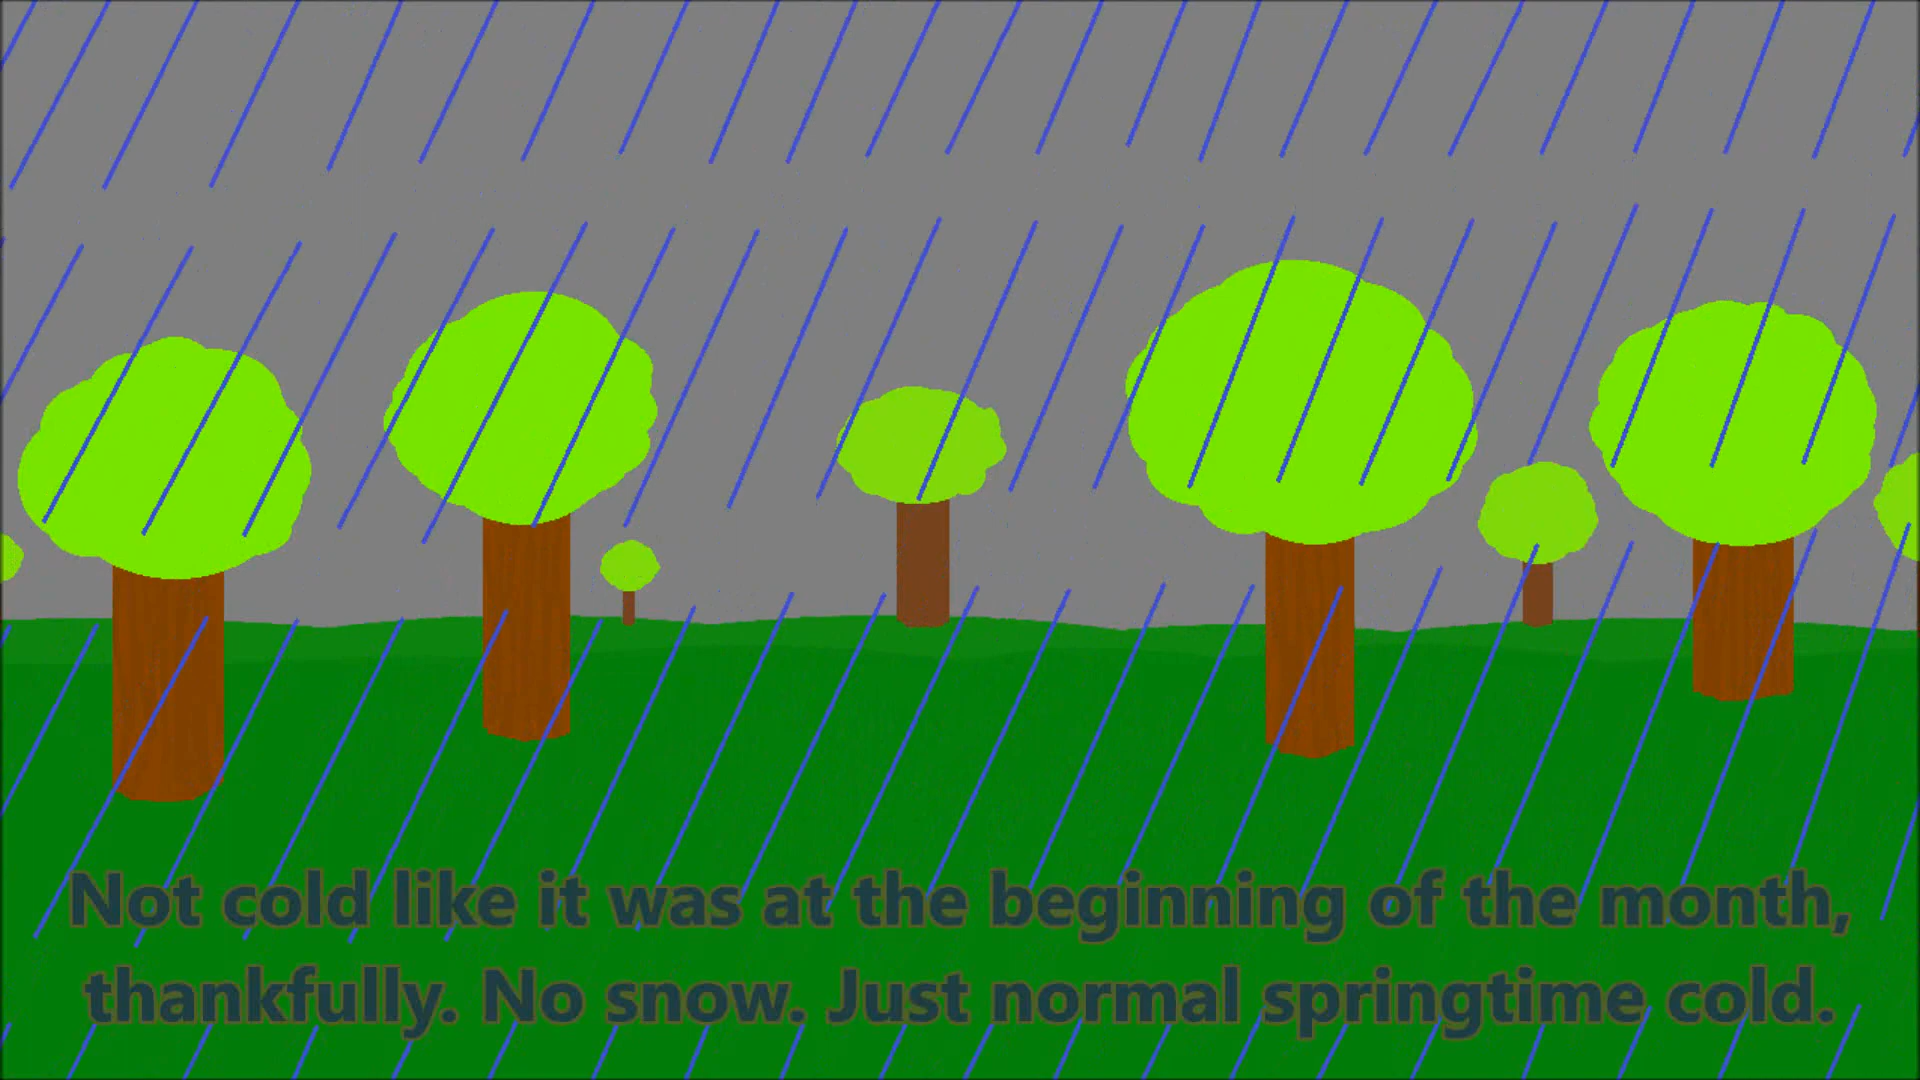 Not cold like it was at the beginning of the month,
thankfully. No snow. Just normal springtime cold.